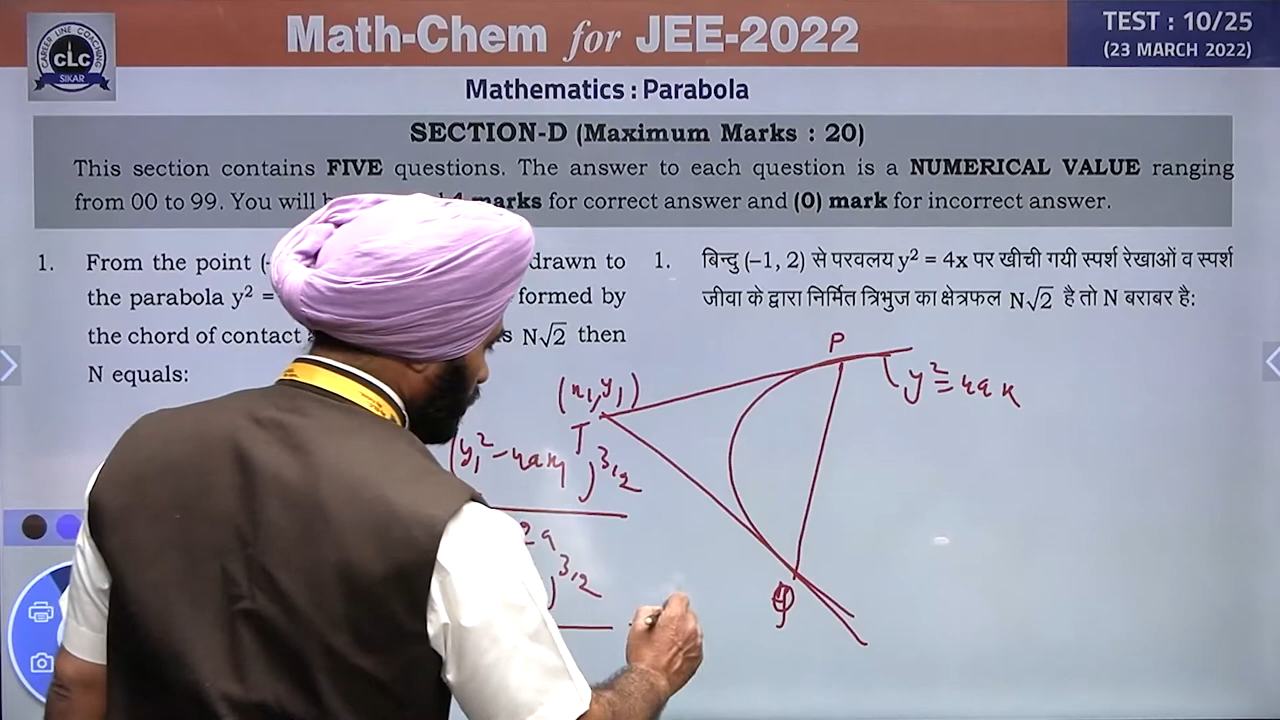 Math-Chem for JEE-2022
TEST : 10/25
(23 MARCH 2022)
CAREER LINE COACHING
CLC
SIKAR
Mathematics : Parabola
SECTION-D (Maximum Marks : 20)
This section contains FIVE questions. The answer to each question is a NUMERICAL VALUE ranging
from 00 to 99. You will marks for correct answer and (0) mark for incorrect answer.
1. From the point (- drawn to
the parabola y² = formed by
the chord of contact s N√2 then
N equals:
1. बिन्दु (–1, 2) से परवलय y² = 4x पर खीची गयी स्पर्श रेखाओं व स्पर्श
जीवा के द्वारा निर्मित त्रिभुज का क्षेत्रफल N√2 है तो N बराबर है:
P
(x₁, y₁)
T
y² = 4ax
(y₁² - 4ax₁)^3/2
2a
)^3/2